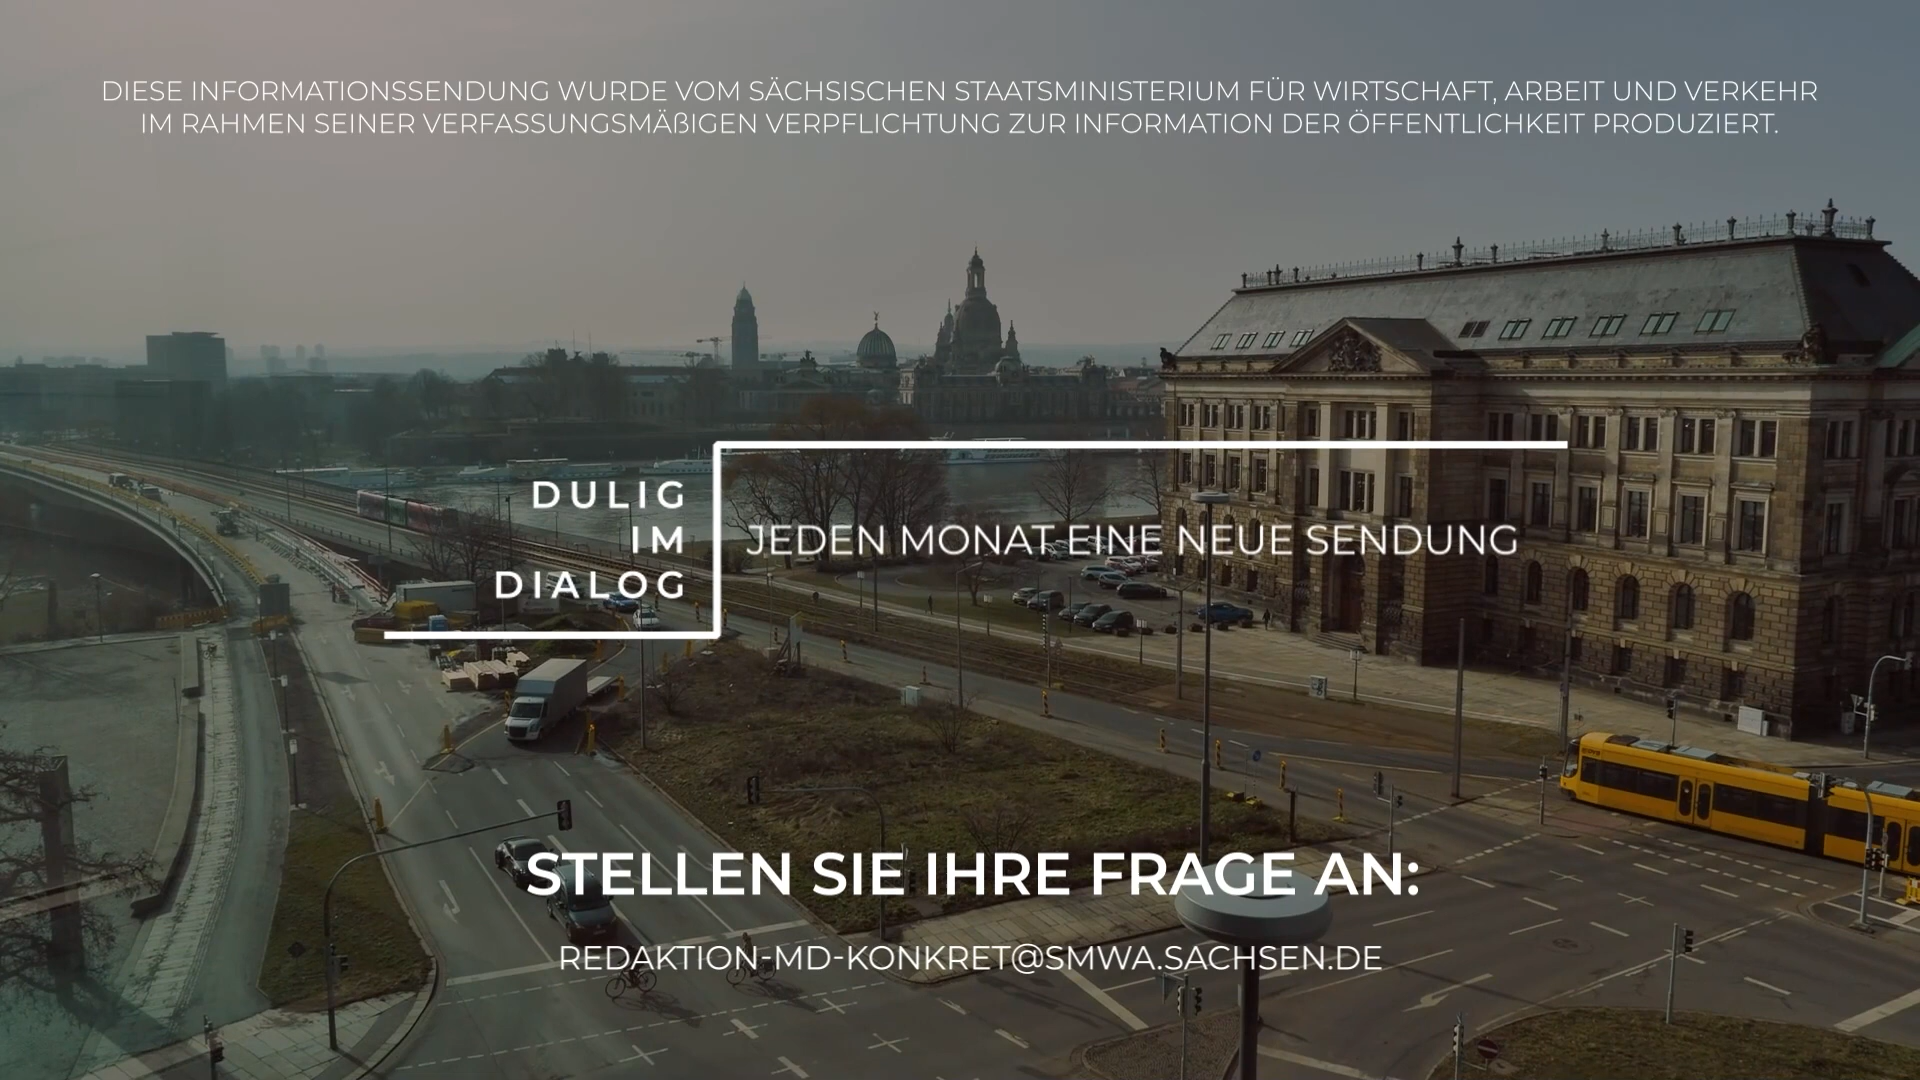 DIESE INFORMATIONSSENDUNG WURDE VOM SÄCHSISCHEN STAATSMINISTERIUM FÜR WIRTSCHAFT, ARBEIT UND VERKEHR
IM RAHMEN SEINER VERFASSUNGSMÄßIGEN VERPFLICHTUNG ZUR INFORMATION DER ÖFFENTLICHKEIT PRODUZIERT.
DULIG
IM
DIALOG
JEDEN MONAT EINE NEUE SENDUNG
STELLEN SIE IHRE FRAGE AN:
REDAKTION-MD-KONKRET@SMWA.SACHSEN.DE